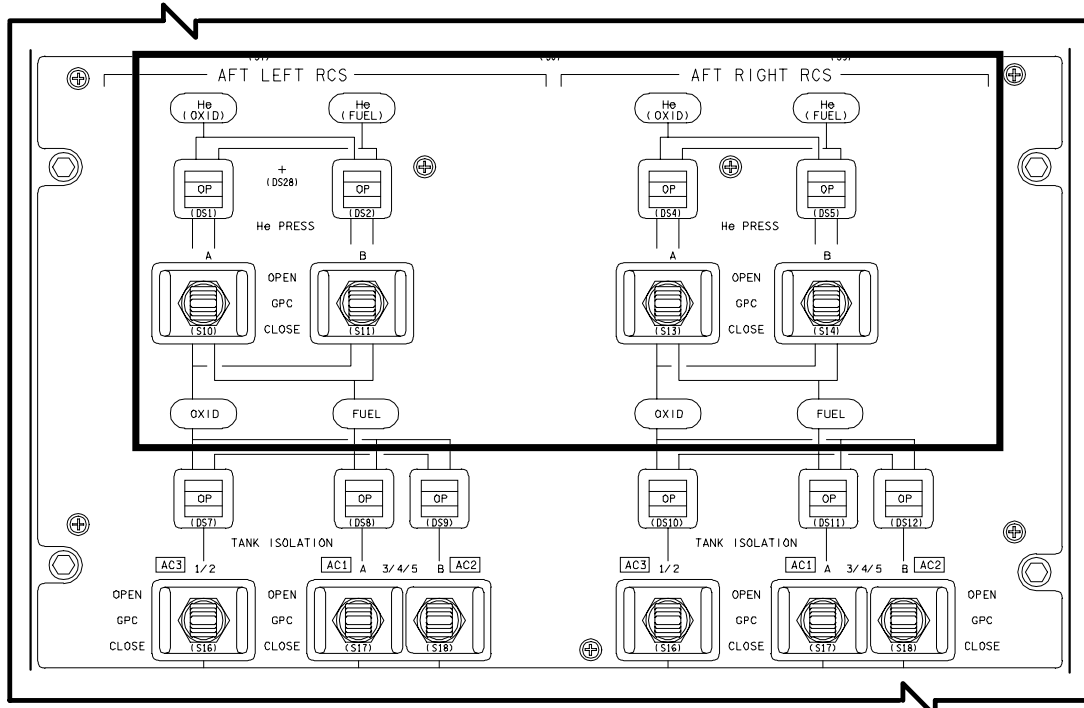 AFT LEFT RCS AFT RIGHT RCS
He He He He
(OXID) (FUEL) (OXID) (FUEL)
OP + OP OP OP
(DS28)
(DS1) (DS2) (DS4) (DS5)
He PRESS He PRESS
A B A B
OPEN OPEN
GPC GPC
CLOSE CLOSE
(S10) (S11) (S13) (S14)
OXID FUEL OXID FUEL
OP OP OP OP OP OP
(DS7) (DS8) (DS9) (DS10) (DS11) (DS12)
TANK ISOLATION TANK ISOLATION
AC3 1/2 AC1 A 3/4/5 B AC2 AC3 1/2 AC1 A 3/4/5 B AC2
OPEN OPEN OPEN OPEN
GPC GPC GPC GPC
CLOSE (S16) CLOSE (S17) (S18) (S16) CLOSE (S17) (S18) CLOSE